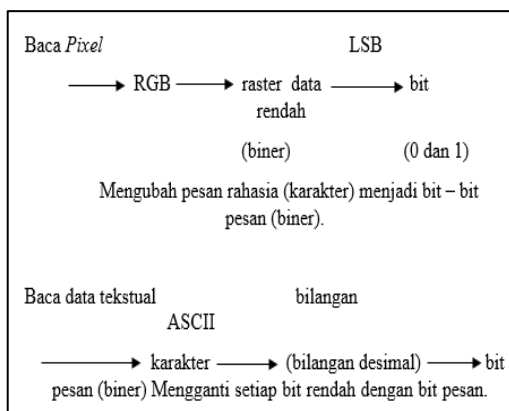 Baca Pixel LSB
RGB raster data bit
rendah
(biner) (0 dan 1)
Mengubah pesan rahasia (karakter) menjadi bit – bit
pesan (biner).
Baca data tekstual bilangan
ASCII
karakter (bilangan desimal) bit
pesan (biner) Mengganti setiap bit rendah dengan bit pesan.